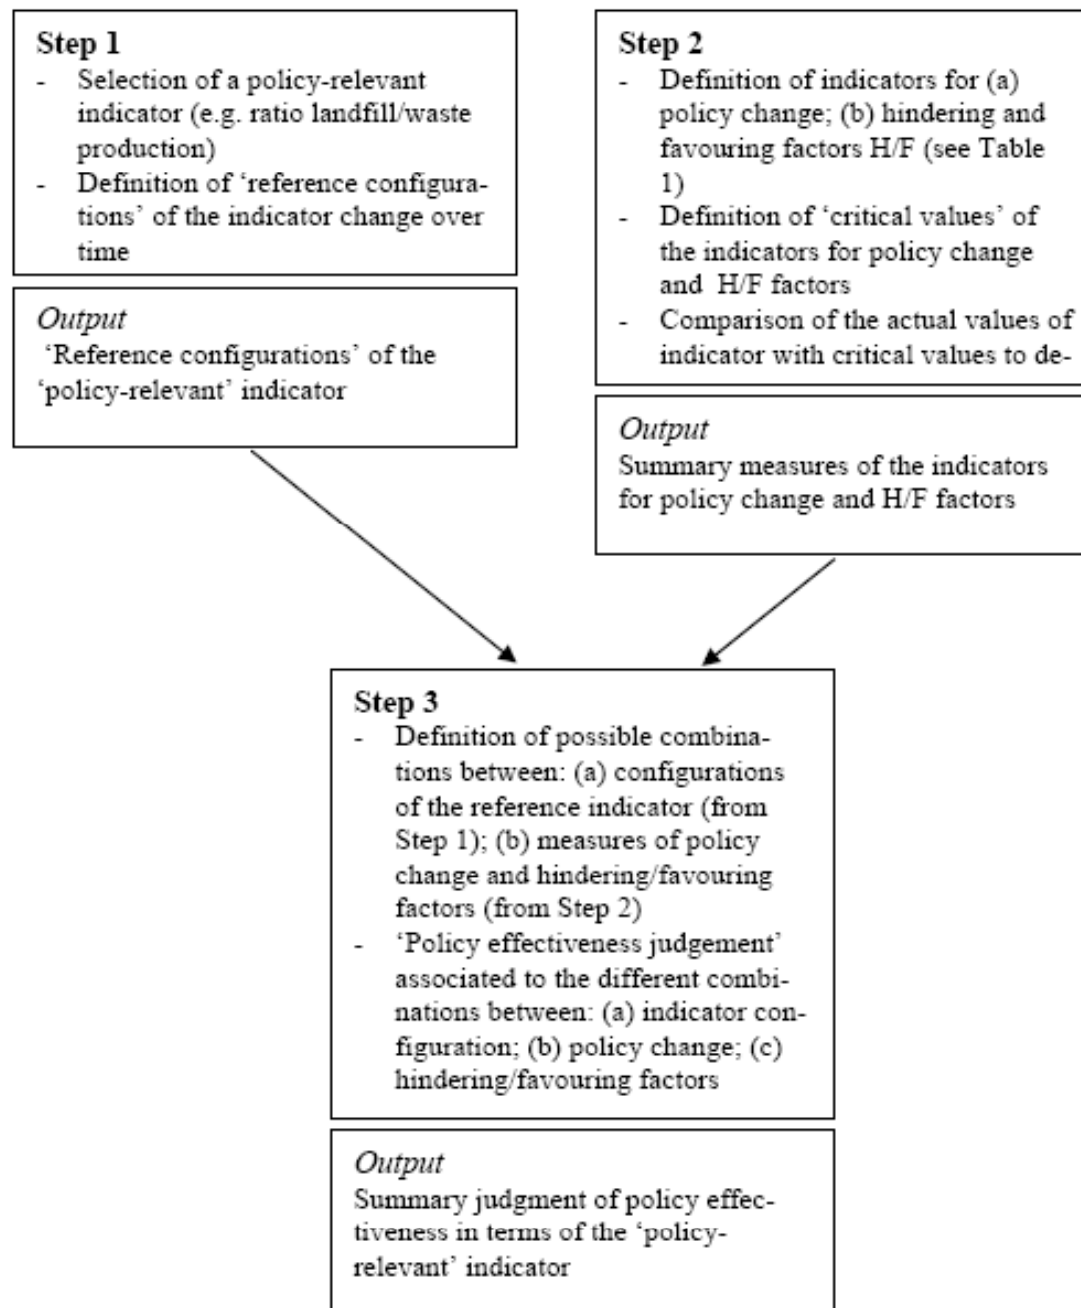 Step 1
- Selection of a policy-relevant
indicator (e.g. ratio landfill/waste
production)
- Definition of ‘reference configura-
tions’ of the indicator change over
time
Output
‘Reference configurations’ of the
‘policy-relevant’ indicator
Step 2
- Definition of indicators for (a)
policy change; (b) hindering and
favouring factors H/F (see Table
1)
- Definition of ‘critical values’ of
the indicators for policy change
and H/F factors
- Comparison of the actual values of
indicator with critical values to de-
Output
Summary measures of the indicators
for policy change and H/F factors
Step 3
- Definition of possible combina-
tions between: (a) configurations
of the reference indicator (from
Step 1); (b) measures of policy
change and hindering/favouring
factors (from Step 2)
- ‘Policy effectiveness judgement’
associated to the different combi-
nations between: (a) indicator con-
figuration; (b) policy change; (c)
hindering/favouring factors
Output
Summary judgment of policy effec-
tiveness in terms of the ‘policy-
relevant’ indicator